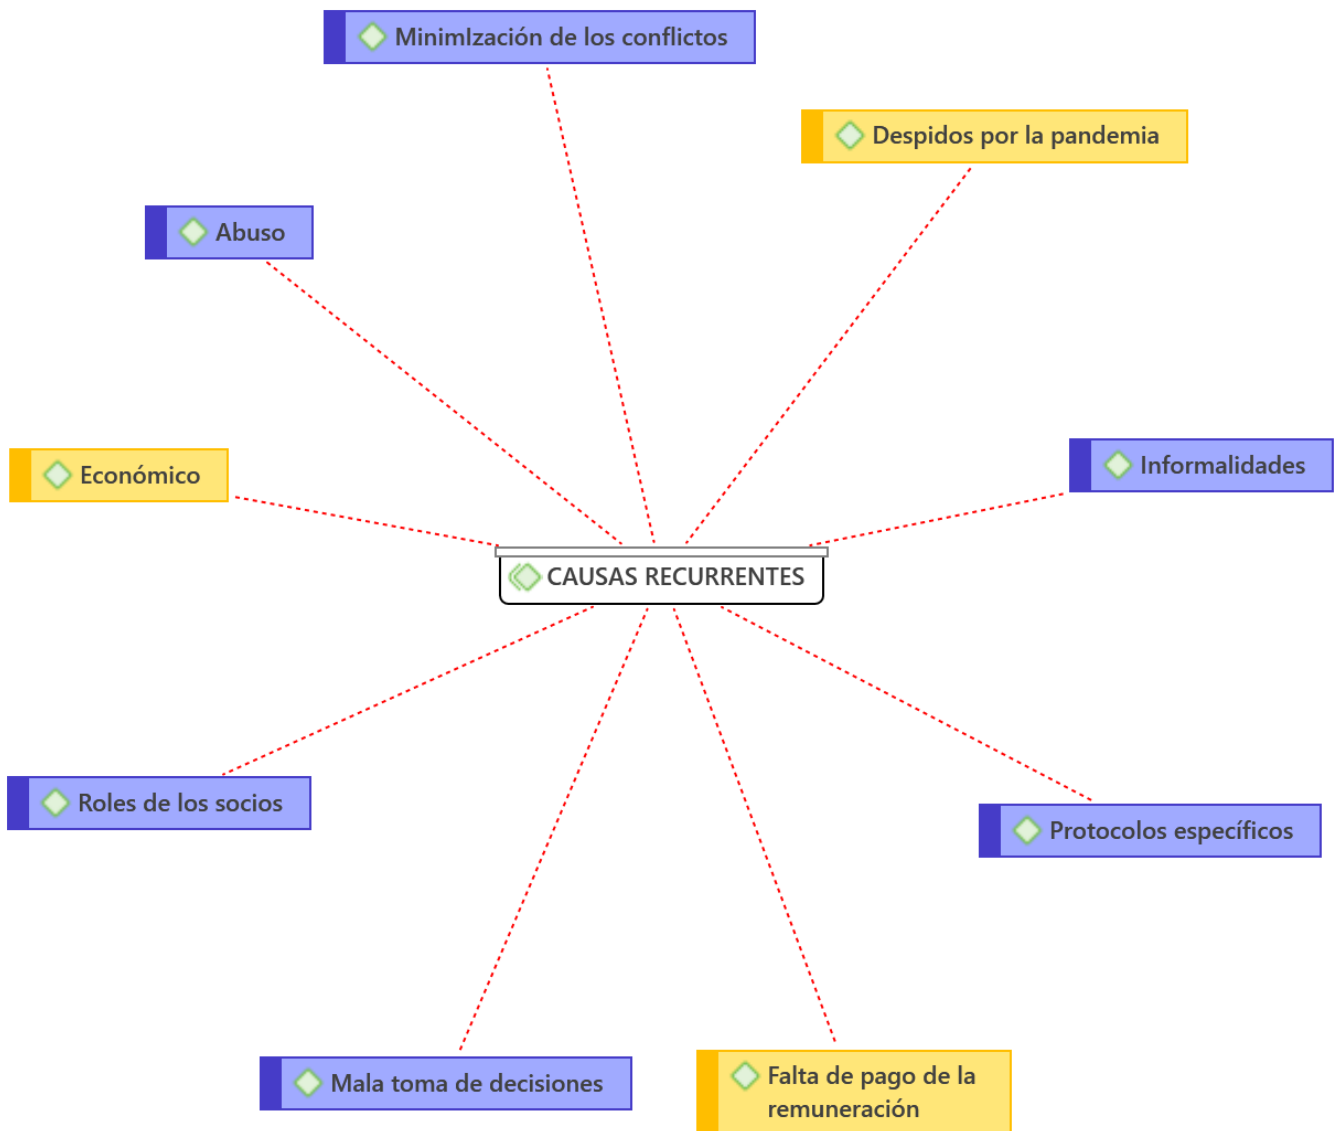 MinimIzación de los conflictos
Despidos por la pandemia
Abuso
Informalidades
Económico
CAUSAS RECURRENTES
Roles de los socios
Protocolos específicos
Mala toma de decisiones
Falta de pago de la
remuneración